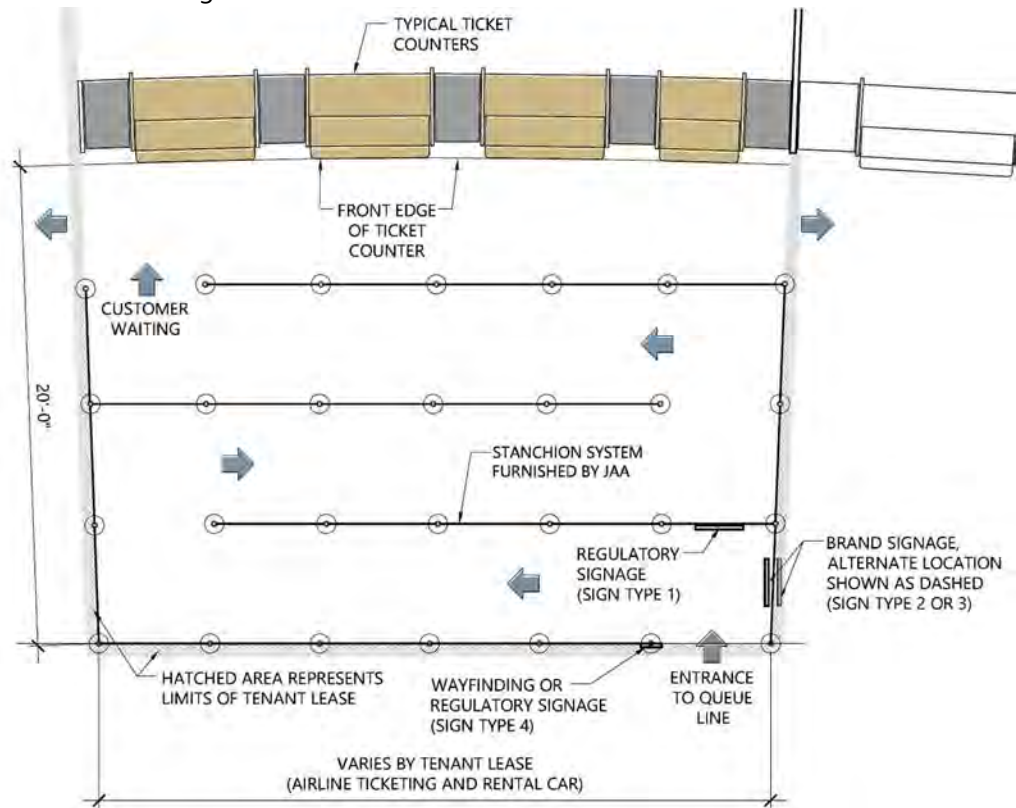 TYPICAL TICKET
COUNTERS
FRONT EDGE
OF TICKET
COUNTER
CUSTOMER
WAITING
20'-0"
STANCHION SYSTEM
FURNISHED BY JAA
REGULATORY
SIGNAGE
(SIGN TYPE 1)
BRAND SIGNAGE,
ALTERNATE LOCATION
SHOWN AS DASHED
(SIGN TYPE 2 OR 3)
HATCHED AREA REPRESENTS
LIMITS OF TENANT LEASE
WAYFINDING OR
REGULATORY SIGNAGE
(SIGN TYPE 4)
ENTRANCE
TO QUEUE
LINE
VARIES BY TENANT LEASE
(AIRLINE TICKETING AND RENTAL CAR)